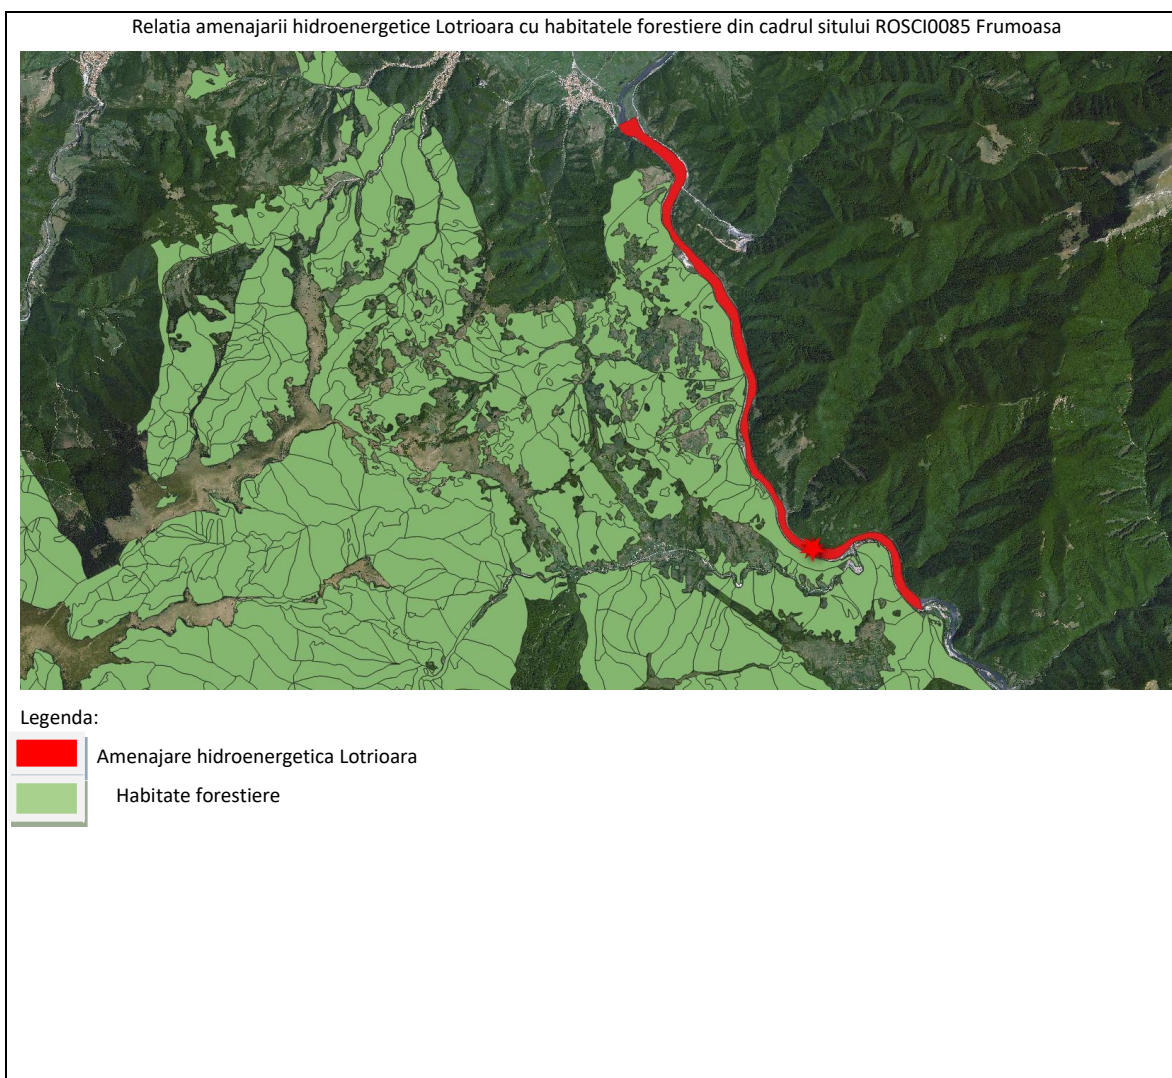 Relatia amenajarii hidroenergetice Lotrioara cu habitatele forestiere din cadrul sitului ROSCI0085 Frumoasa
Legenda:
Amenajare hidroenergetica Lotrioara
Habitate forestiere